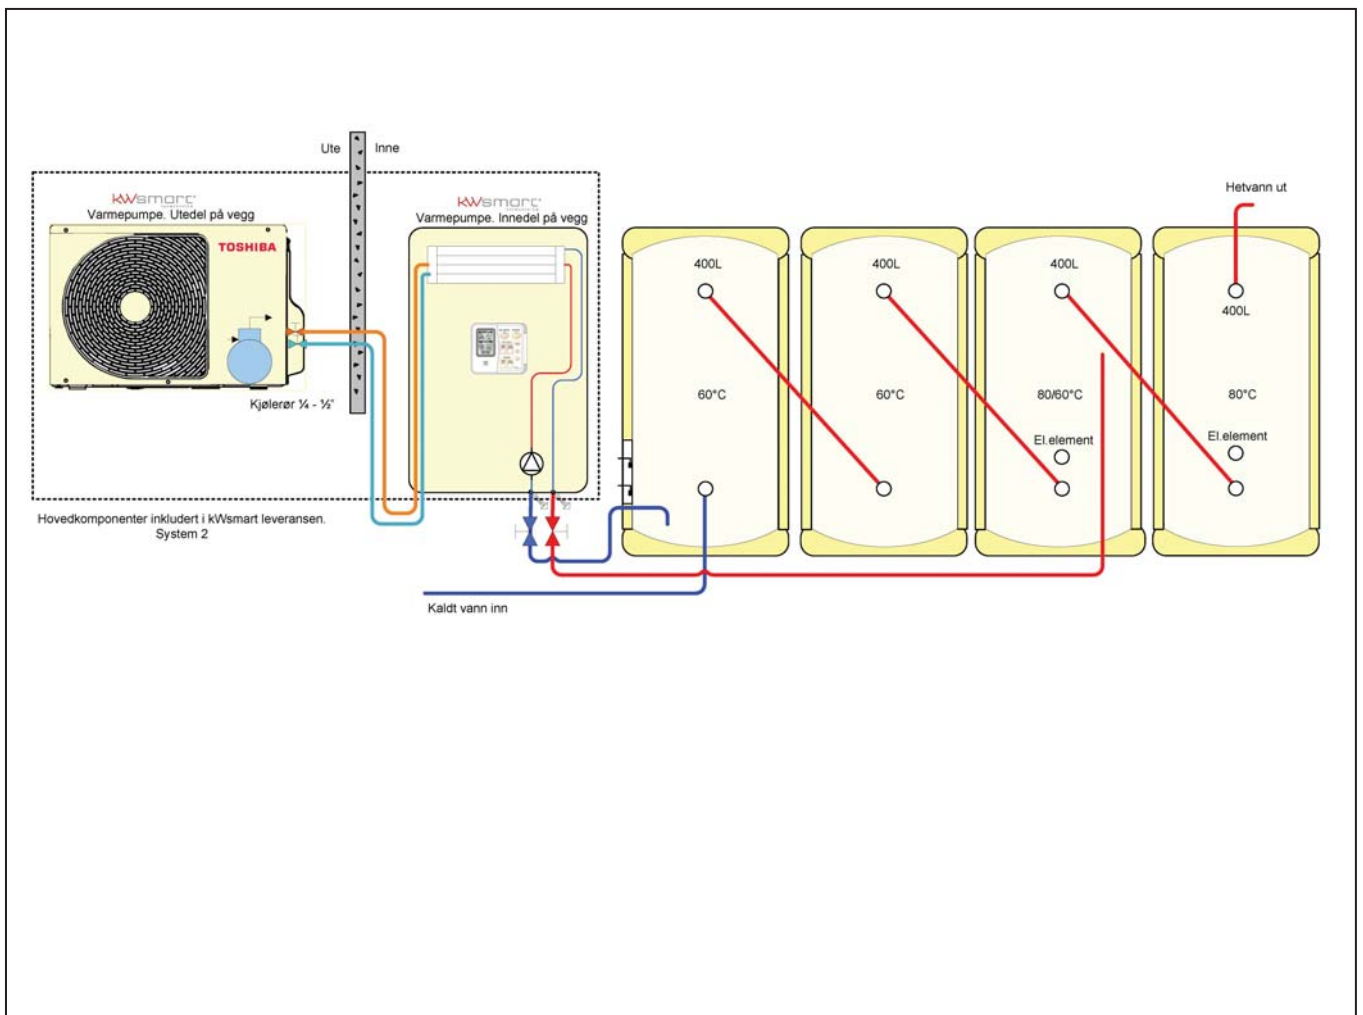 Ute
Inne
kWsmart
Varmepumpe. Utedel på vegg
TOSHIBA
Kjølerør ¼ - ½"
kWsmart
Varmepumpe. Innedel på vegg
Hovedkomponenter inkludert i kWsmart leveransen.
System 2
Kaldt vann inn
400L
60°C
400L
60°C
400L
80/60°C
El.element
Hetvann ut
400L
80°C
El.element